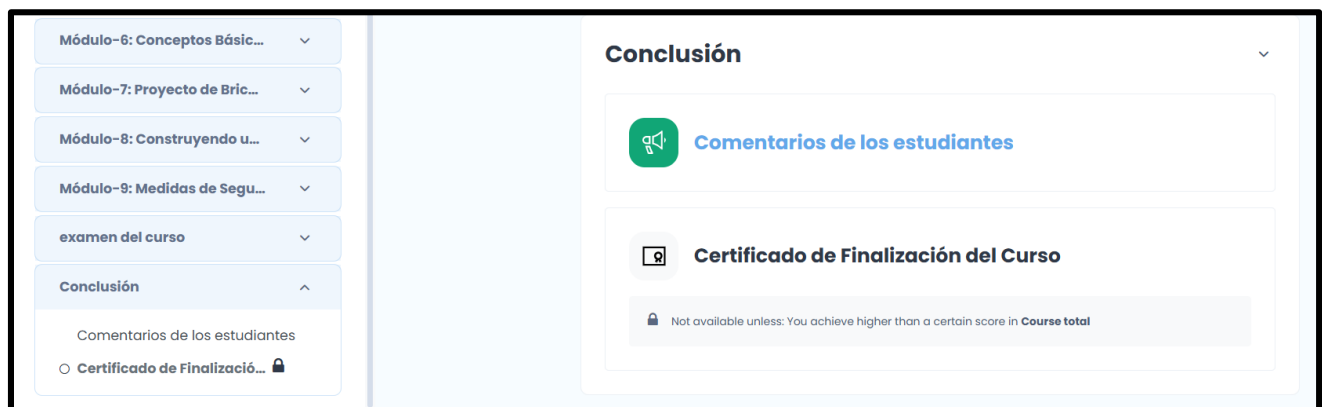 Módulo-6: Conceptos Básic...
Módulo-7: Proyecto de Bric...
Módulo-8: Construyendo u...
Módulo-9: Medidas de Segu...
examen del curso
Conclusión
Comentarios de los estudiantes
Certificado de Finalizació...
Conclusión
Comentarios de los estudiantes
Certificado de Finalización del Curso
Not available unless: You achieve higher than a certain score in Course total